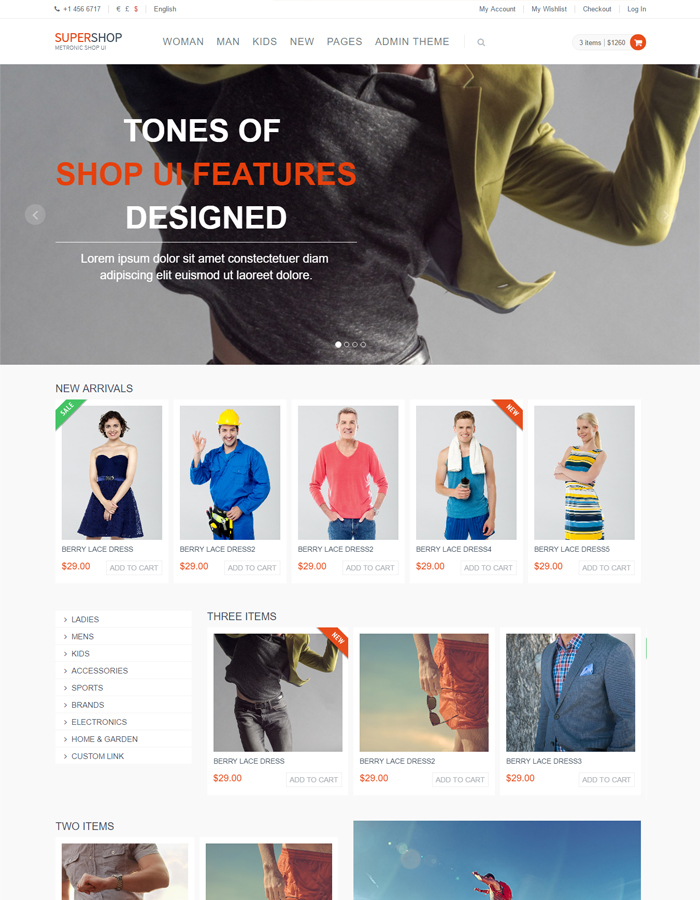 +1 456 6717 € £ $ English
My Account My Wishlist Checkout Log In
SUPERSHOP
METRONIC SHOP UI
WOMAN MAN KIDS NEW PAGES ADMIN THEME
3 items $1260
TONES OF
SHOP UI FEATURES
DESIGNED
Lorem ipsum dolor sit amet constectetuer diam
adipiscing elit euismod ut laoreet dolore.
NEW ARRIVALS
SALE
NEW
BERRY LACE DRESS
$29.00 ADD TO CART
BERRY LACE DRESS2
$29.00 ADD TO CART
BERRY LACE DRESS2
$29.00 ADD TO CART
BERRY LACE DRESS4
$29.00 ADD TO CART
BERRY LACE DRESS5
$29.00 ADD TO CART
LADIES
MENS
KIDS
ACCESSORIES
SPORTS
BRANDS
ELECTRONICS
HOME & GARDEN
CUSTOM LINK
THREE ITEMS
NEW
BERRY LACE DRESS
$29.00 ADD TO CART
BERRY LACE DRESS2
$29.00 ADD TO CART
BERRY LACE DRESS3
$29.00 ADD TO CART
TWO ITEMS